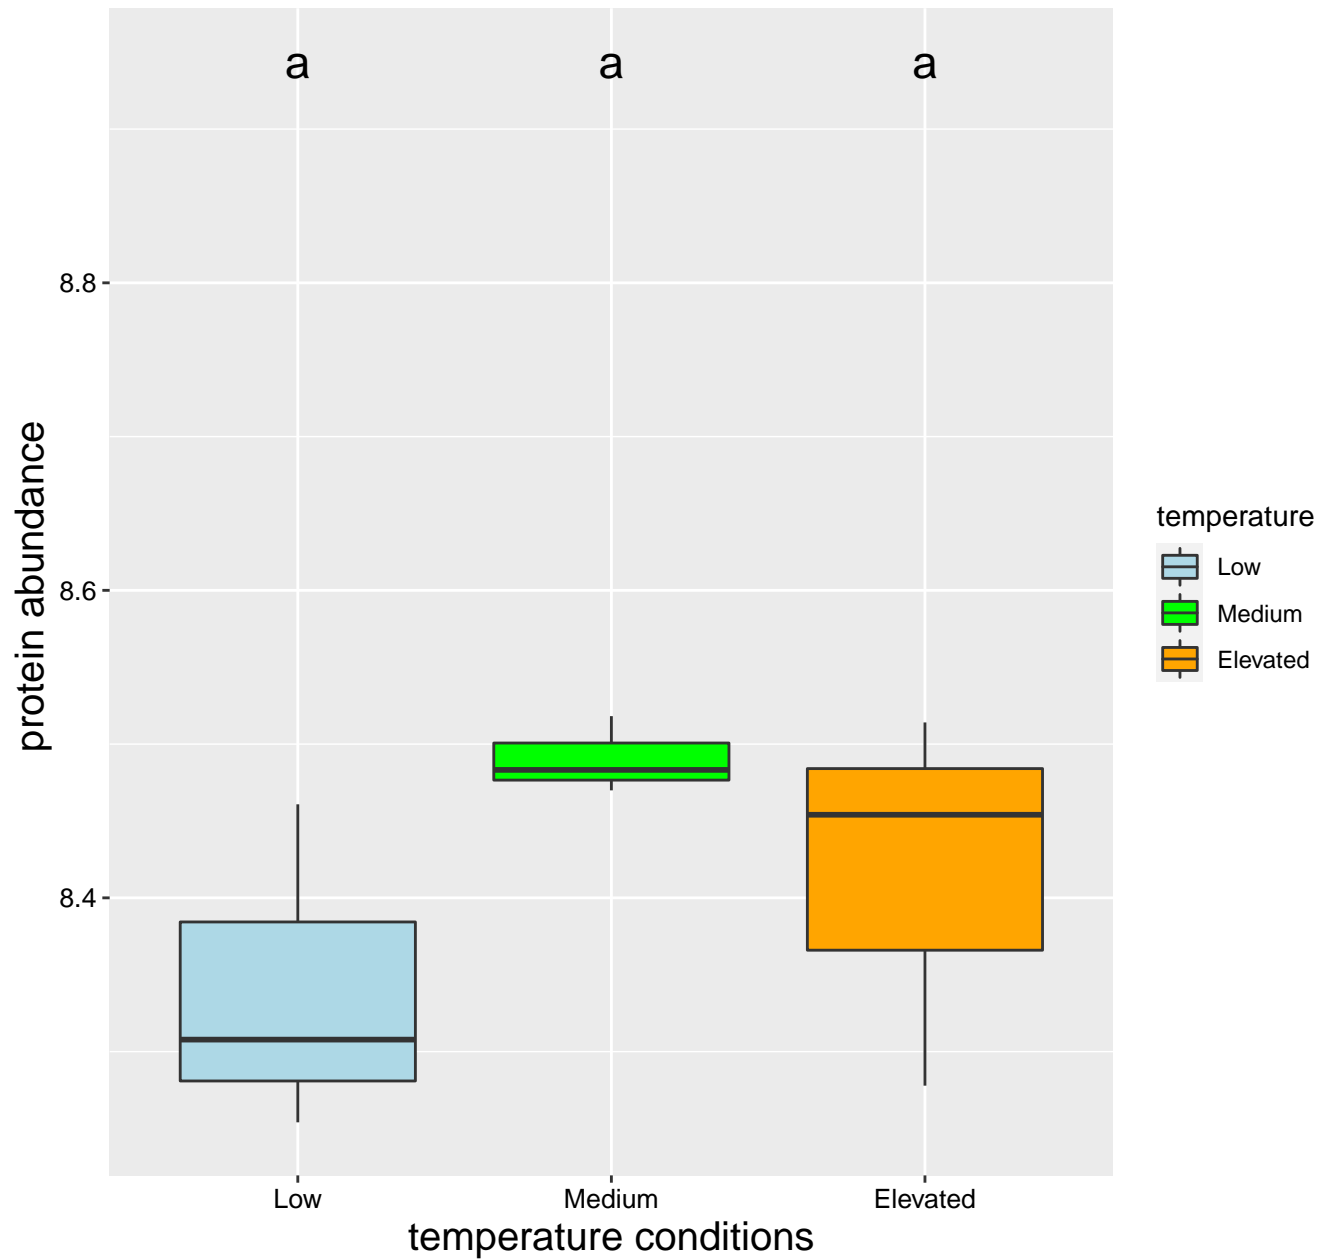 a a a
8.8
8.6
8.4
protein abundance
Low Medium Elevated
temperature conditions
temperature
Low
Medium
Elevated